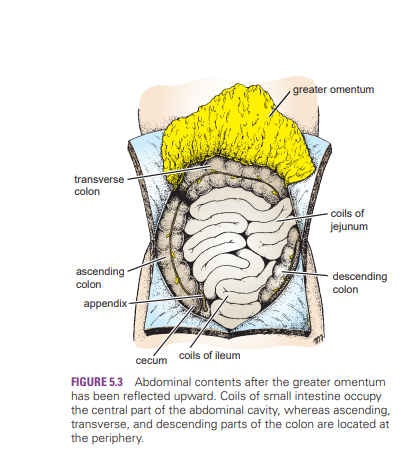 greater omentum
transverse
colon
coils of
jejunum
ascending
colon
descending
colon
appendix
cecum
coils of ileum
FIGURE 5.3 Abdominal contents after the greater omentum
has been reflected upward. Coils of small intestine occupy
the central part of the abdominal cavity, whereas ascending,
transverse, and descending parts of the colon are located at
the periphery.